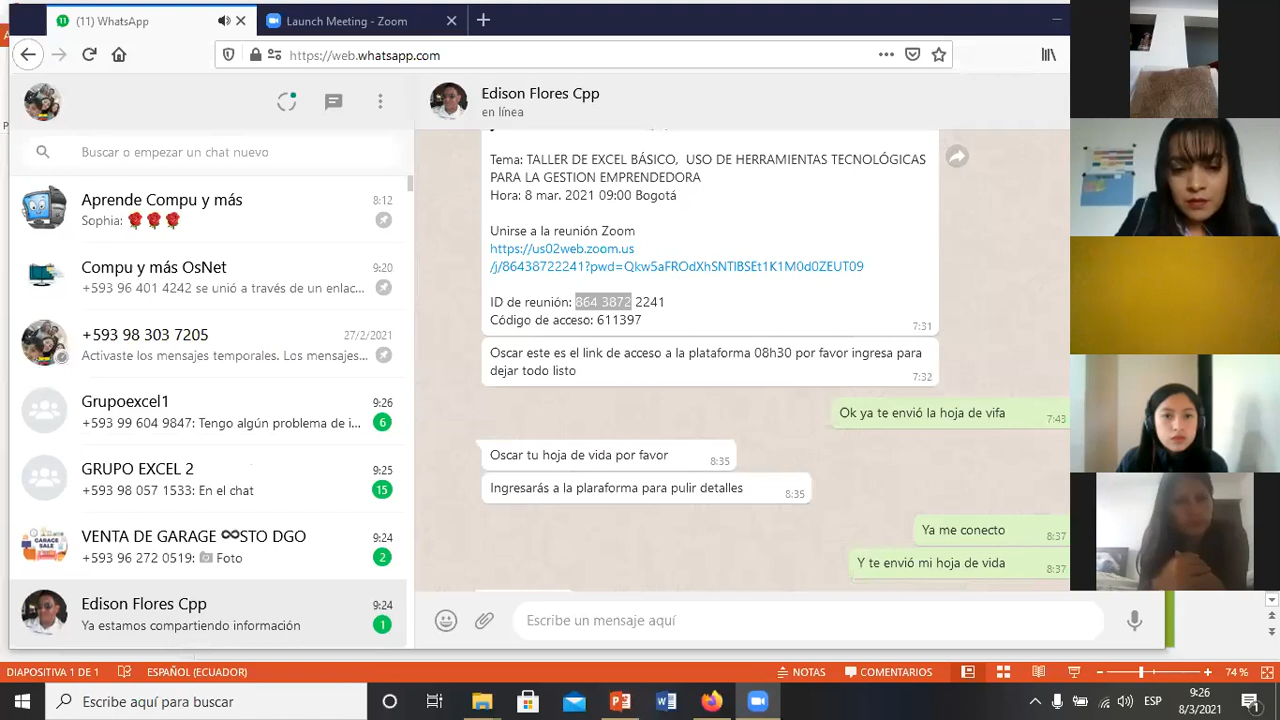 (11) WhatsApp
Launch Meeting - Zoom
https://web.whatsapp.com
Edison Flores Cpp
en línea
Buscar o empezar un chat nuevo
Aprende Compu y más
8:12
Sophia: 🌹🌹🌹
Compu y más OsNet
9:20
+593 96 401 4242 se unió a través de un enlac...
+593 98 303 7205
27/2/2021
Activaste los mensajes temporales. Los mensajes...
Grupoexcel1
9:26
+593 99 604 9847: Tengo algún problema de i...
6
GRUPO EXCEL 2
9:25
+593 98 057 1533: En el chat
15
VENTA DE GARAGE ∞STO DGO
9:24
+593 96 272 0519: Foto
2
Edison Flores Cpp
9:24
Ya estamos compartiendo información
1
Tema: TALLER DE EXCEL BÁSICO, USO DE HERRAMIENTAS TECNOLÓGICAS
PARA LA GESTION EMPRENDEDORA
Hora: 8 mar. 2021 09:00 Bogotá
Unirse a la reunión Zoom
https://us02web.zoom.us
/j/86438722241?pwd=Qkw5aFROdXhSNTlBSEt1K1M0d0ZEUT09
ID de reunión: 864 3872 2241
Código de acceso: 611397
7:31
Oscar este es el link de acceso a la plataforma 08h30 por favor ingresa para
dejar todo listo
7:32
Ok ya te envió la hoja de vifa
7:43
Oscar tu hoja de vida por favor
8:35
Ingresarás a la plaraforma para pulir detalles
8:35
Ya me conecto
8:37
Y te envió mi hoja de vida
8:37
Escribe un mensaje aquí
DIAPOSITIVA 1 DE 1
ESPAÑOL (ECUADOR)
NOTAS
COMENTARIOS
74 %
Escribe aquí para buscar
ESP
9:26
8/3/2021
1